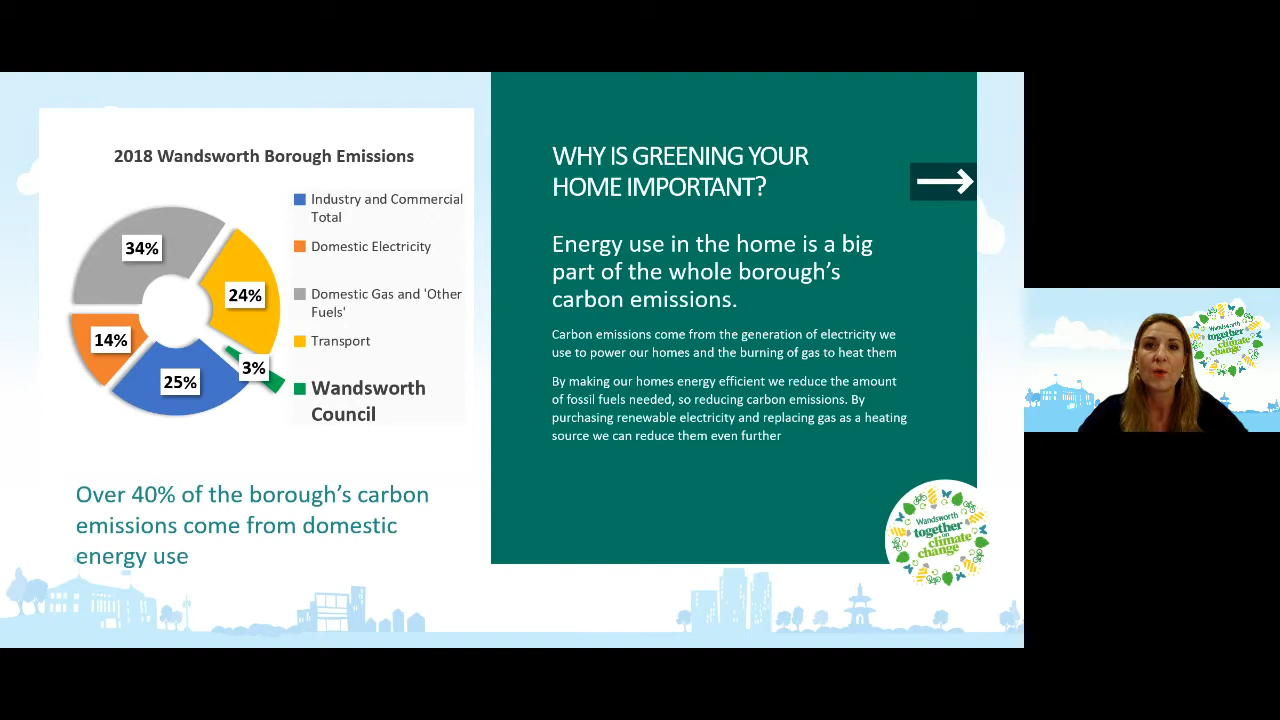 2018 Wandsworth Borough Emissions
34%
24%
14%
25%
3%
Industry and Commercial
Total
Domestic Electricity
Domestic Gas and 'Other
Fuels'
Transport
Wandsworth
Council
Over 40% of the borough's carbon
emissions come from domestic
energy use
WHY IS GREENING YOUR
HOME IMPORTANT?
Energy use in the home is a big
part of the whole borough's
carbon emissions.
Carbon emissions come from the generation of electricity we
use to power our homes and the burning of gas to heat them
By making our homes energy efficient we reduce the amount
of fossil fuels needed, so reducing carbon emissions. By
purchasing renewable electricity and replacing gas as a heating
source we can reduce them even further
Wandsworth
together
on climate
change
Wandsworth
together
on climate
change